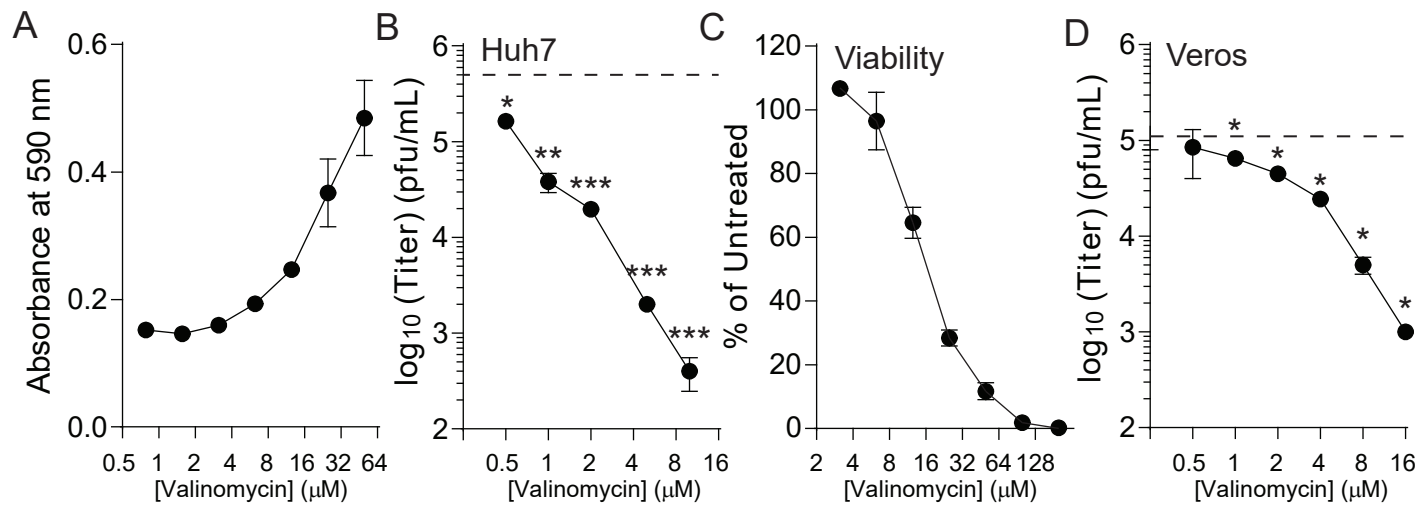 A
Absorbance at 590 nm
0.6
0.4
0.2
0.0
0.5 1 2 4 8 16 32 64
[Valinomycin] (μM)
B
Huh7
log10 (Titer) (pfu/mL)
6
5
4
3
2
*
**
***
***
***
0.5 1 2 4 8 16
[Valinomycin] (μM)
C
Viability
% of Untreated
120
100
80
60
40
20
0
2 4 8 16 32 64 128
[Valinomycin] (μM)
D
Veros
log10 (Titer) (pfu/mL)
6
5
4
3
2
*
*
*
*
*
0.5 1 2 4 8 16
[Valinomycin] (μM)